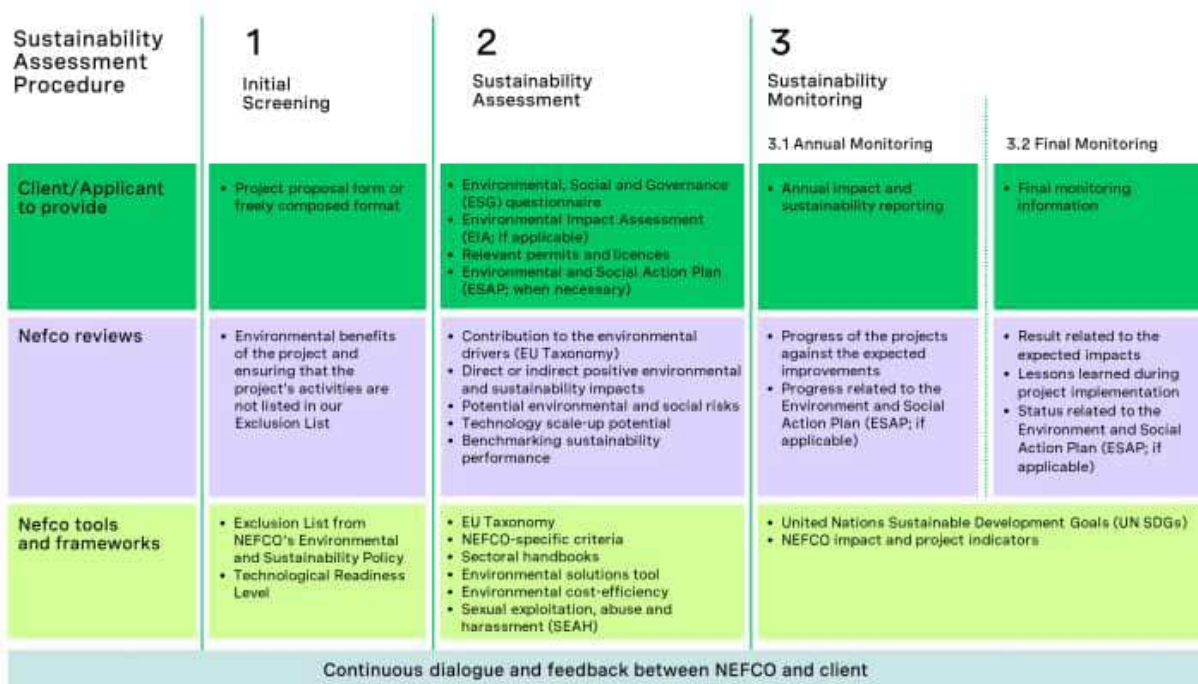 Sustainability
Assessment
Procedure
1
Initial
Screening
2
Sustainability
Assessment
3
Sustainability
Monitoring
3.1 Annual Monitoring
3.2 Final Monitoring
Client/Applicant
to provide
• Project proposal form or
freely composed format
• Environmental, Social and Governance
(ESG) questionnaire
• Environmental Impact Assessment
(EIA; if applicable)
• Relevant permits and licences
• Environmental and Social Action Plan
(ESAP; when necessary)
• Annual impact and
sustainability reporting
• Final monitoring
information
Nefco reviews
• Environmental benefits
of the project and
ensuring that the
project's activities are
not listed in our
Exclusion List
• Contribution to the environmental
drivers (EU Taxonomy)
• Direct or indirect positive environmental
and sustainability impacts
• Potential environmental and social risks
• Technology scale-up potential
• Benchmarking sustainability
performance
• Progress of the projects
against the expected
improvements
• Progress related to the
Environment and Social
Action Plan (ESAP; if
applicable)
• Result related to the
expected impacts
• Lessons learned during
project implementation
• Status related to the
Environment and Social
Action Plan (ESAP; if
applicable)
Nefco tools
and frameworks
• Exclusion List from
NEFCO's Environmental
and Sustainability Policy
• Technological Readiness
Level
• EU Taxonomy
• NEFCO-specific criteria
• Sectoral handbooks
• Environmental solutions tool
• Environmental cost-efficiency
• Sexual exploitation, abuse and
harassment (SEAH)
• United Nations Sustainable Development Goals (UN SDGs)
• NEFCO impact and project indicators
Continuous dialogue and feedback between NEFCO and client